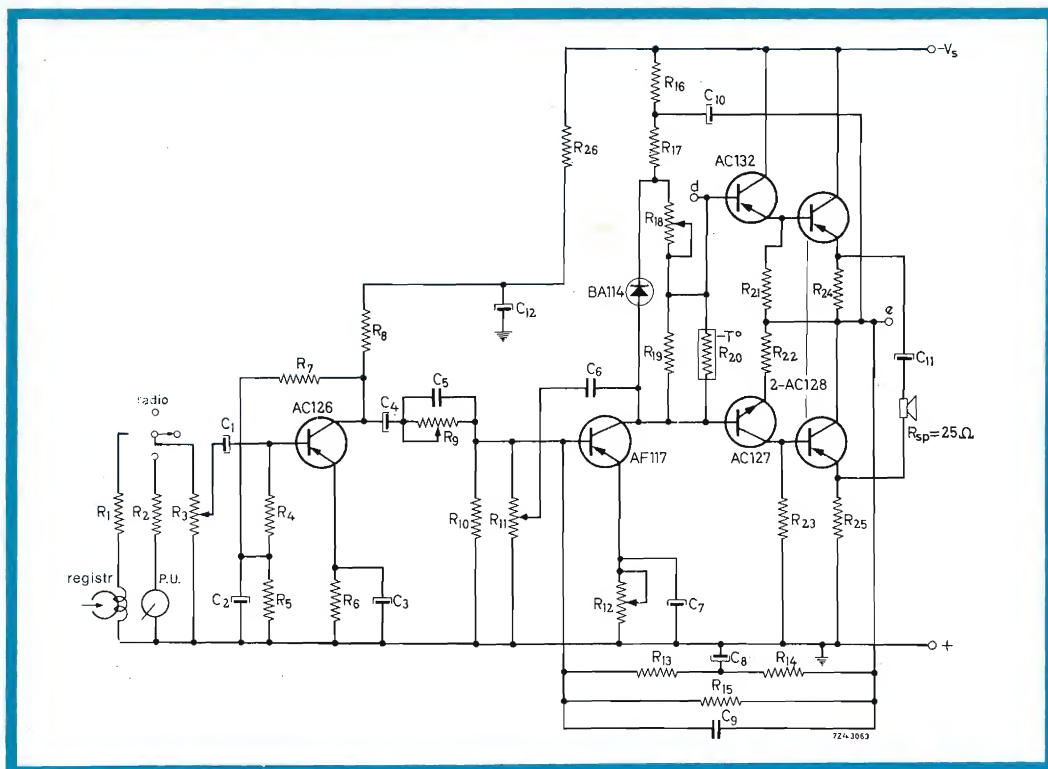 -Vs
R16
C10
R26
R17
AC132
d
R18
BA114
R21
R24
C12
e
R8
-T°
R19
R20
R22
C11
R7
C5
C6
2-AC128
radio
AC126
C1
C4
R9
Rsp=25Ω
AF117
AC127
R1
R2
R3
R4
R10
R11
R23
R25
registr
P.U.
C2
R5
R6
C3
R12
C7
+
R13
C8
R14
R15
C9
7Z43063